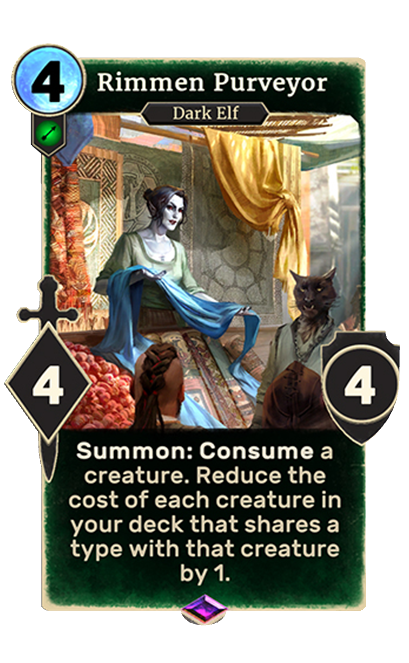 4
Rimmen Purveyor
Dark Elf
4
4
Summon: Consume a
creature. Reduce the
cost of each creature in
your deck that shares a
type with that creature
by 1.